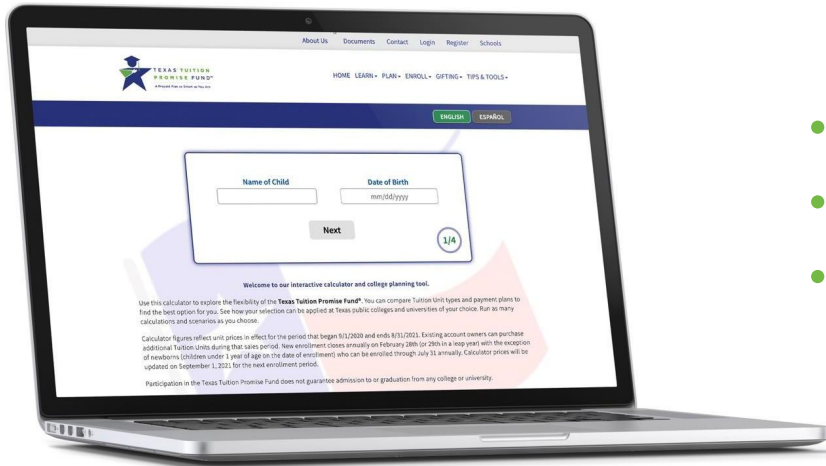 About Us Documents Contact Login Register Schools
TEXAS TUITION
PROMISE FUND®
A Prepaid Plan as Smart as You Are
HOME LEARN PLAN ENROLL GIFTING TIPS & TOOLS
ENGLISH ESPAÑOL
Name of Child Date of Birth
mm/dd/yyyy
Next
1/4
Welcome to our interactive calculator and college planning tool.
Use this calculator to explore the flexibility of the Texas Tuition Promise Fund®. You can compare Tuition Unit types and payment plans to
find the best option for you. See how your selection can be applied at Texas public colleges and universities of your choice. Run as many
calculations and scenarios as you choose.
Calculator figures reflect unit prices in effect for the period that began 9/1/2020 and ends 8/31/2021. Existing account owners can purchase
additional Tuition Units during that sales period. New enrollment closes annually on February 28th (or 29th in a leap year) with the exception
of newborns (children under 1 year of age on the date of enrollment) who can be enrolled through July 31 annually. Calculator prices will be
updated on September 1, 2021 for the next enrollment period.
Participation in the Texas Tuition Promise Fund does not guarantee admission to or graduation from any college or university.